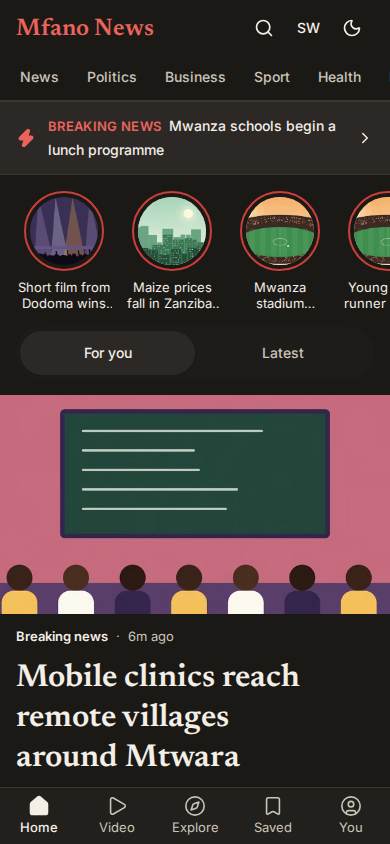 Mfano News
SW
News Politics Business Sport Health
BREAKING NEWS Mwanza schools begin a
lunch programme
Short film from
Dodoma wins..
Maize prices
fall in Zanziba..
Mwanza
stadium...
Young
runner
For you Latest
Breaking news · 6m ago
Mobile clinics reach
remote villages
around Mtwara
Home Video Explore Saved You